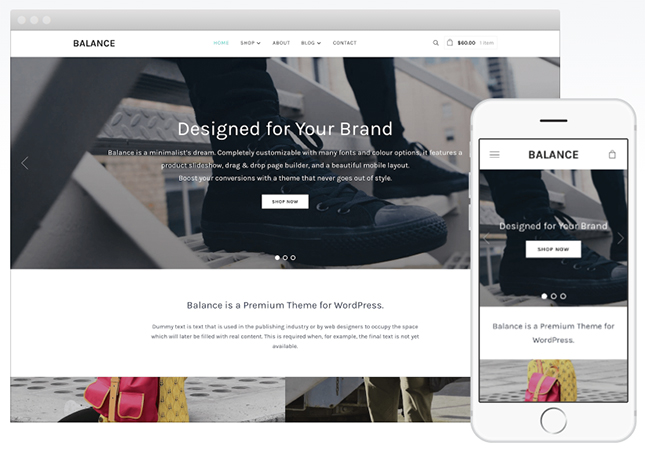 BALANCE
HOME SHOP ABOUT BLOG CONTACT
$60.00 1 item
Designed for Your Brand
Balance is a minimalist's dream. Completely customizable with many fonts and colour options, it features a
product slideshow, drag & drop page builder, and a beautiful mobile layout.
Boost your conversions with a theme that never goes out of style.
SHOP NOW
Balance is a Premium Theme for WordPress.
Dummy text is text that is used in the publishing industry or by web designers to occupy the space
which will later be filled with real content. This is required when, for example, the final text is not yet
available.
BALANCE
Designed for Your Brand
SHOP NOW
Balance is a Premium Theme for
WordPress.